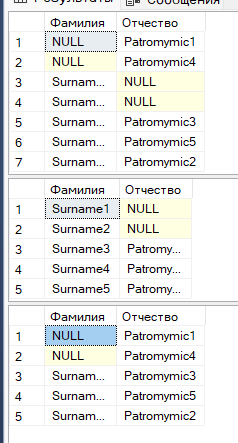 Результаты Сообщения
Фамилия Отчество
1 NULL Patromymic1
2 NULL Patromymic4
3 Surnam... NULL
4 Surnam... NULL
5 Surnam... Patromymic3
6 Surnam... Patromymic5
7 Surnam... Patromymic2
Фамилия Отчество
1 Surname1 NULL
2 Surname2 NULL
3 Surname3 Patromy...
4 Surname4 Patromy...
5 Surname5 Patromy...
Фамилия Отчество
1 NULL Patromymic1
2 NULL Patromymic4
3 Surnam... Patromymic3
4 Surnam... Patromymic5
5 Surnam... Patromymic2